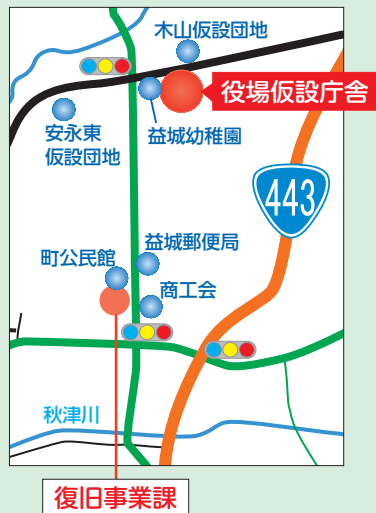 木山仮設団地
役場仮設庁舎
益城幼稚園
安永東
仮設団地
443
益城郵便局
町公民館
商工会
秋津川
復旧事業課